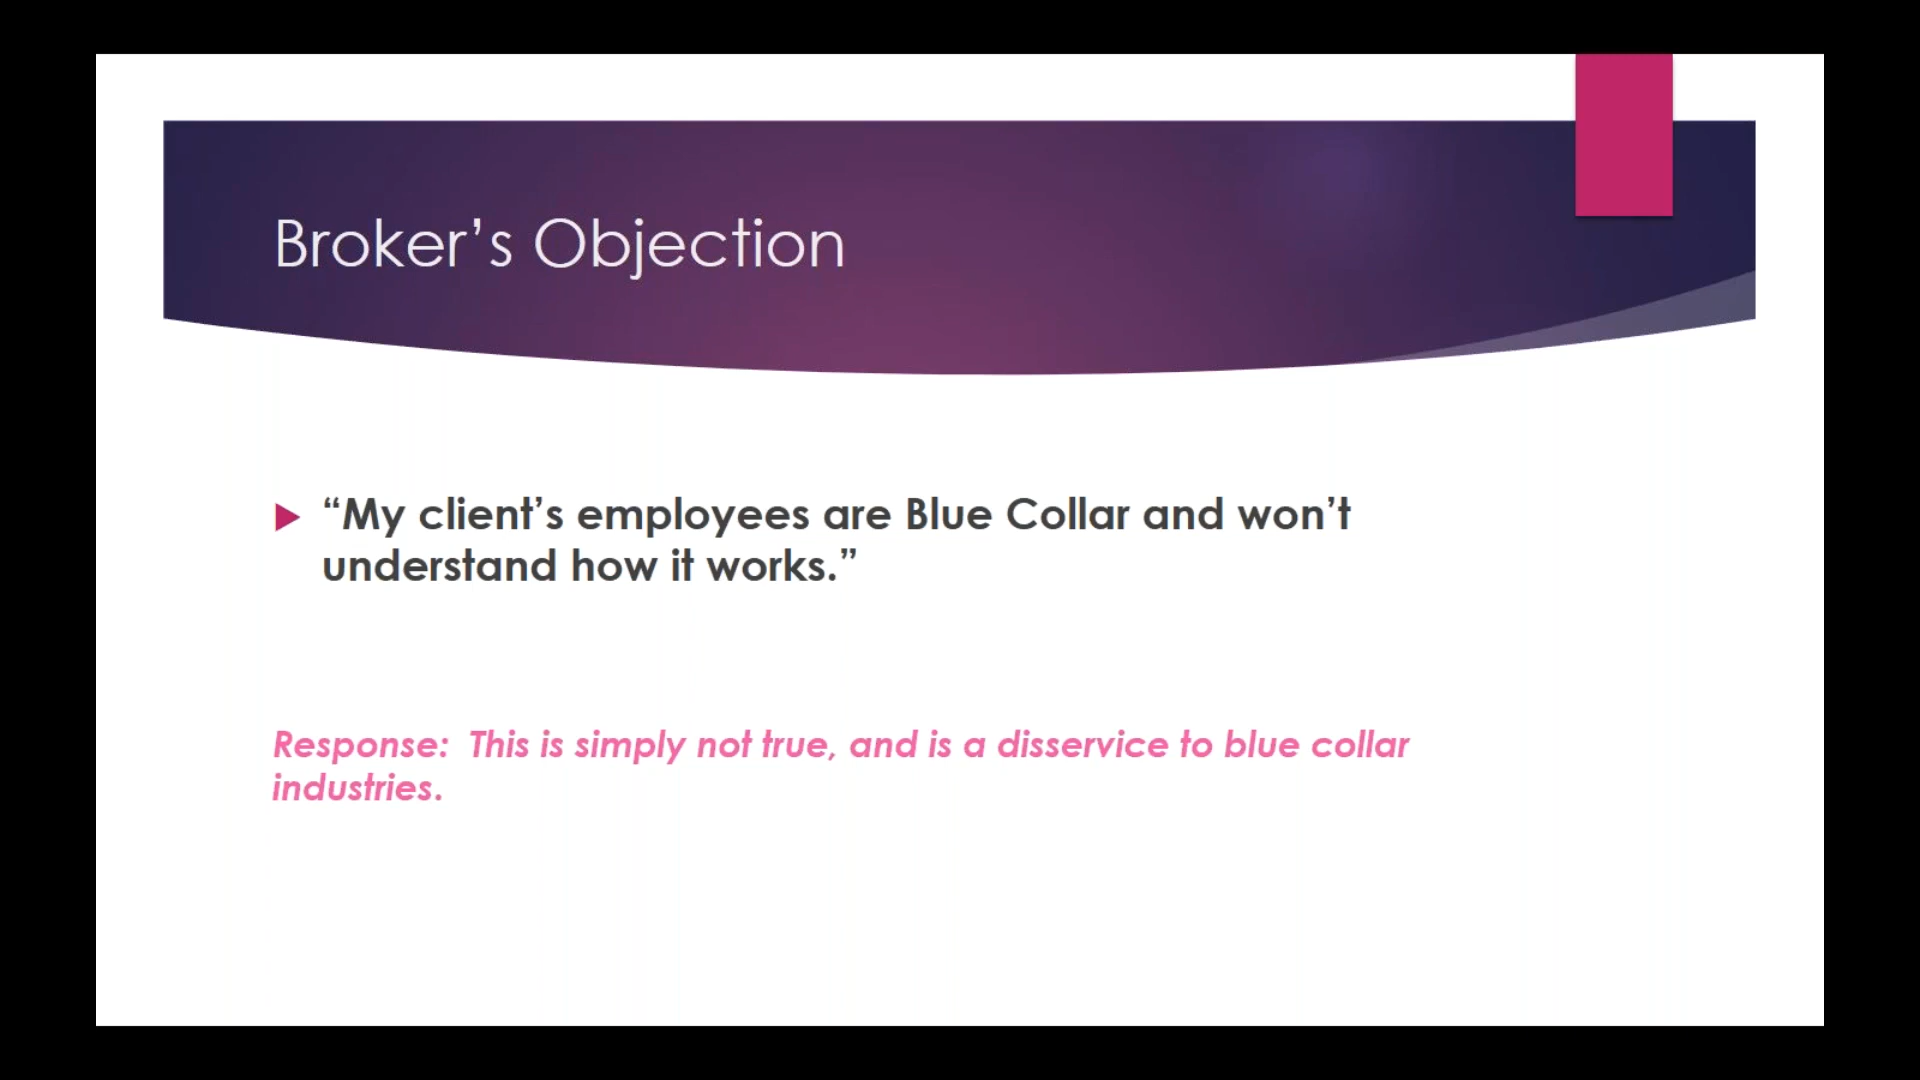 Broker’s Objection
“My client’s employees are Blue Collar and won’t
understand how it works.”
Response:  This is simply not true, and is a disservice to blue collar
industries.